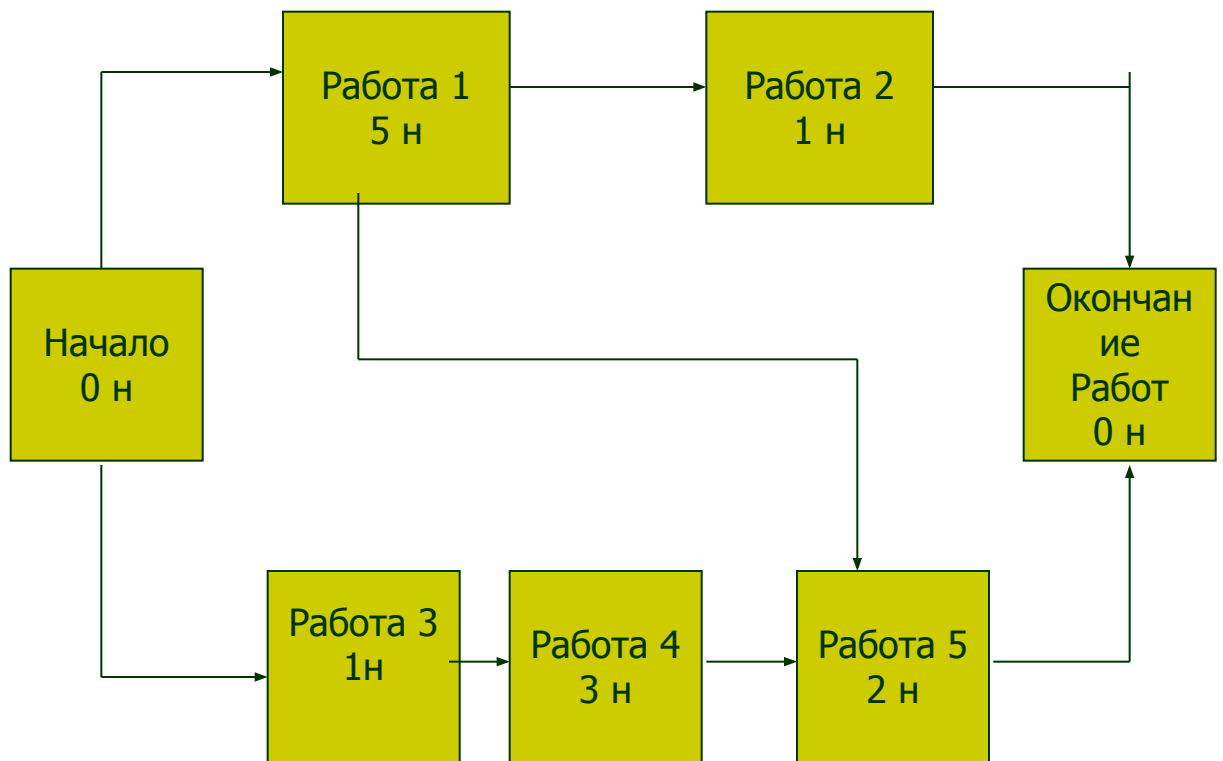 Работа 1
5 н
Работа 2
1 н
Начало
0 н
Окончан
ие
Работ
0 н
Работа 3
1н
Работа 4
3 н
Работа 5
2 н